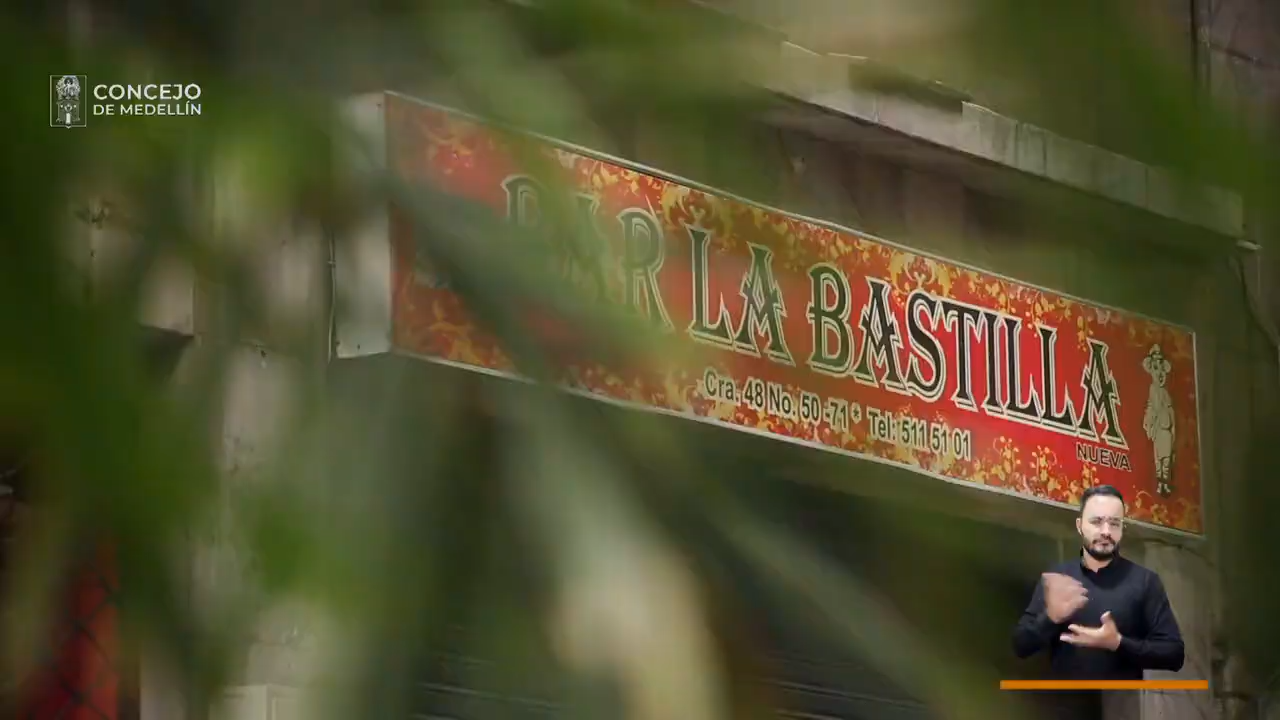 CONCEJO
DE MEDELLÍN
BAR LA BASTILLA
Cra. 48 No. 50 -71 * Tel: 511 51 01
NUEVA